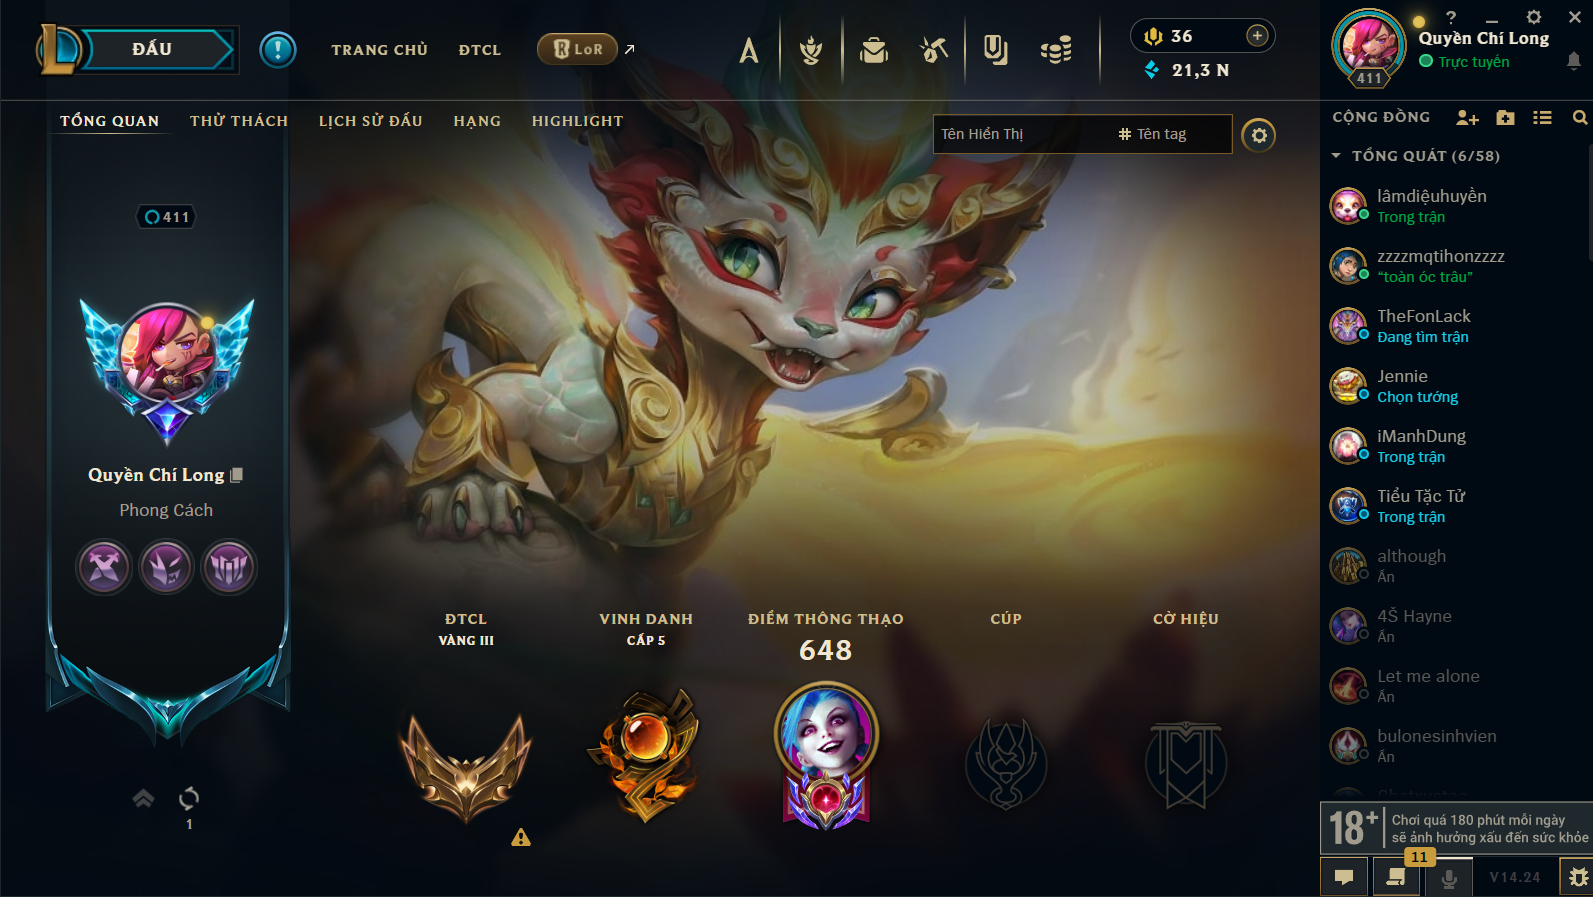 ĐẤU
TRANG CHỦ
ĐTCL
LoR
36
21,3 N
Quyền Chí Long
Trực tuyến
411
TỔNG QUAN
THỬ THÁCH
LỊCH SỬ ĐẤU
HẠNG
HIGHLIGHT
Tên Hiển Thị
# Tên tag
CỘNG ĐỒNG
TỔNG QUÁT (6/58)
411
Quyền Chí Long
Phong Cách
1
ĐTCL
VÀNG III
VINH DANH
CẤP 5
ĐIỂM THÔNG THẠO
648
CÚP
CỜ HIỆU
lâmdiệuhuyền
Trong trận
zzzzmqtihonzzzz
“toàn óc trâu”
TheFonLack
Đang tìm trận
Jennie
Chọn tướng
iManhDung
Trong trận
Tiểu Tặc Tử
Trong trận
although
Ẩn
4Š Hayne
Ẩn
Let me alone
Ẩn
bulonesinhvien
Ẩn
18+
Chơi quá 180 phút mỗi ngày
sẽ ảnh hưởng xấu đến sức khỏe
11
V14.24